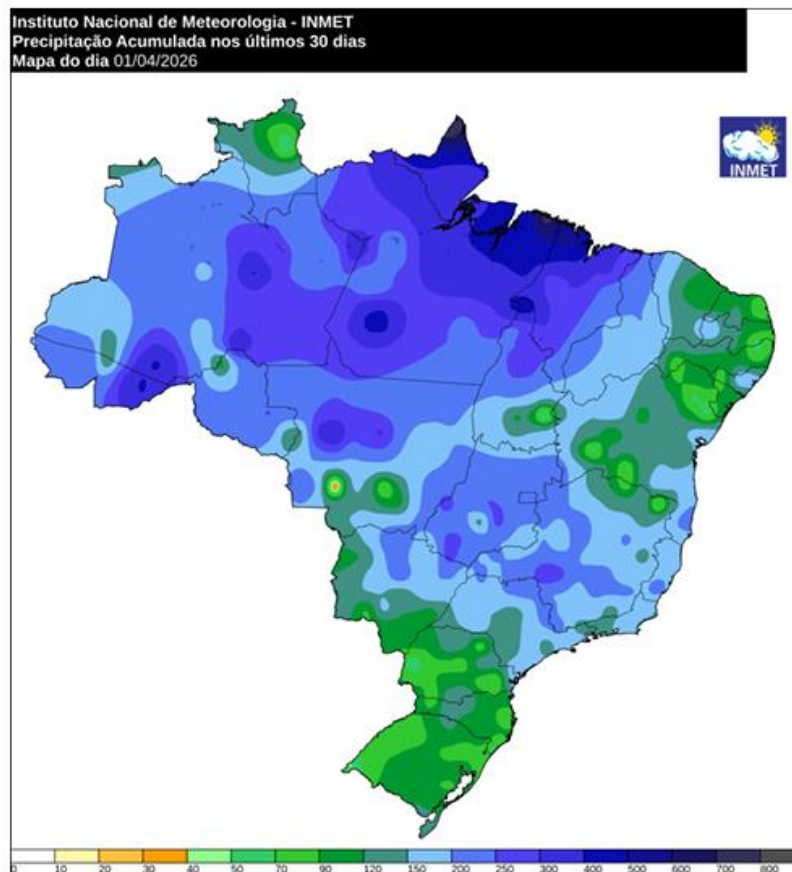 Instituto Nacional de Meteorologia - INMET
Precipitação Acumulada nos últimos 30 dias
Mapa do dia 01/04/2026
INMET
0 10 20 30 40 50 70 90 120 150 200 250 300 400 500 600 700 800